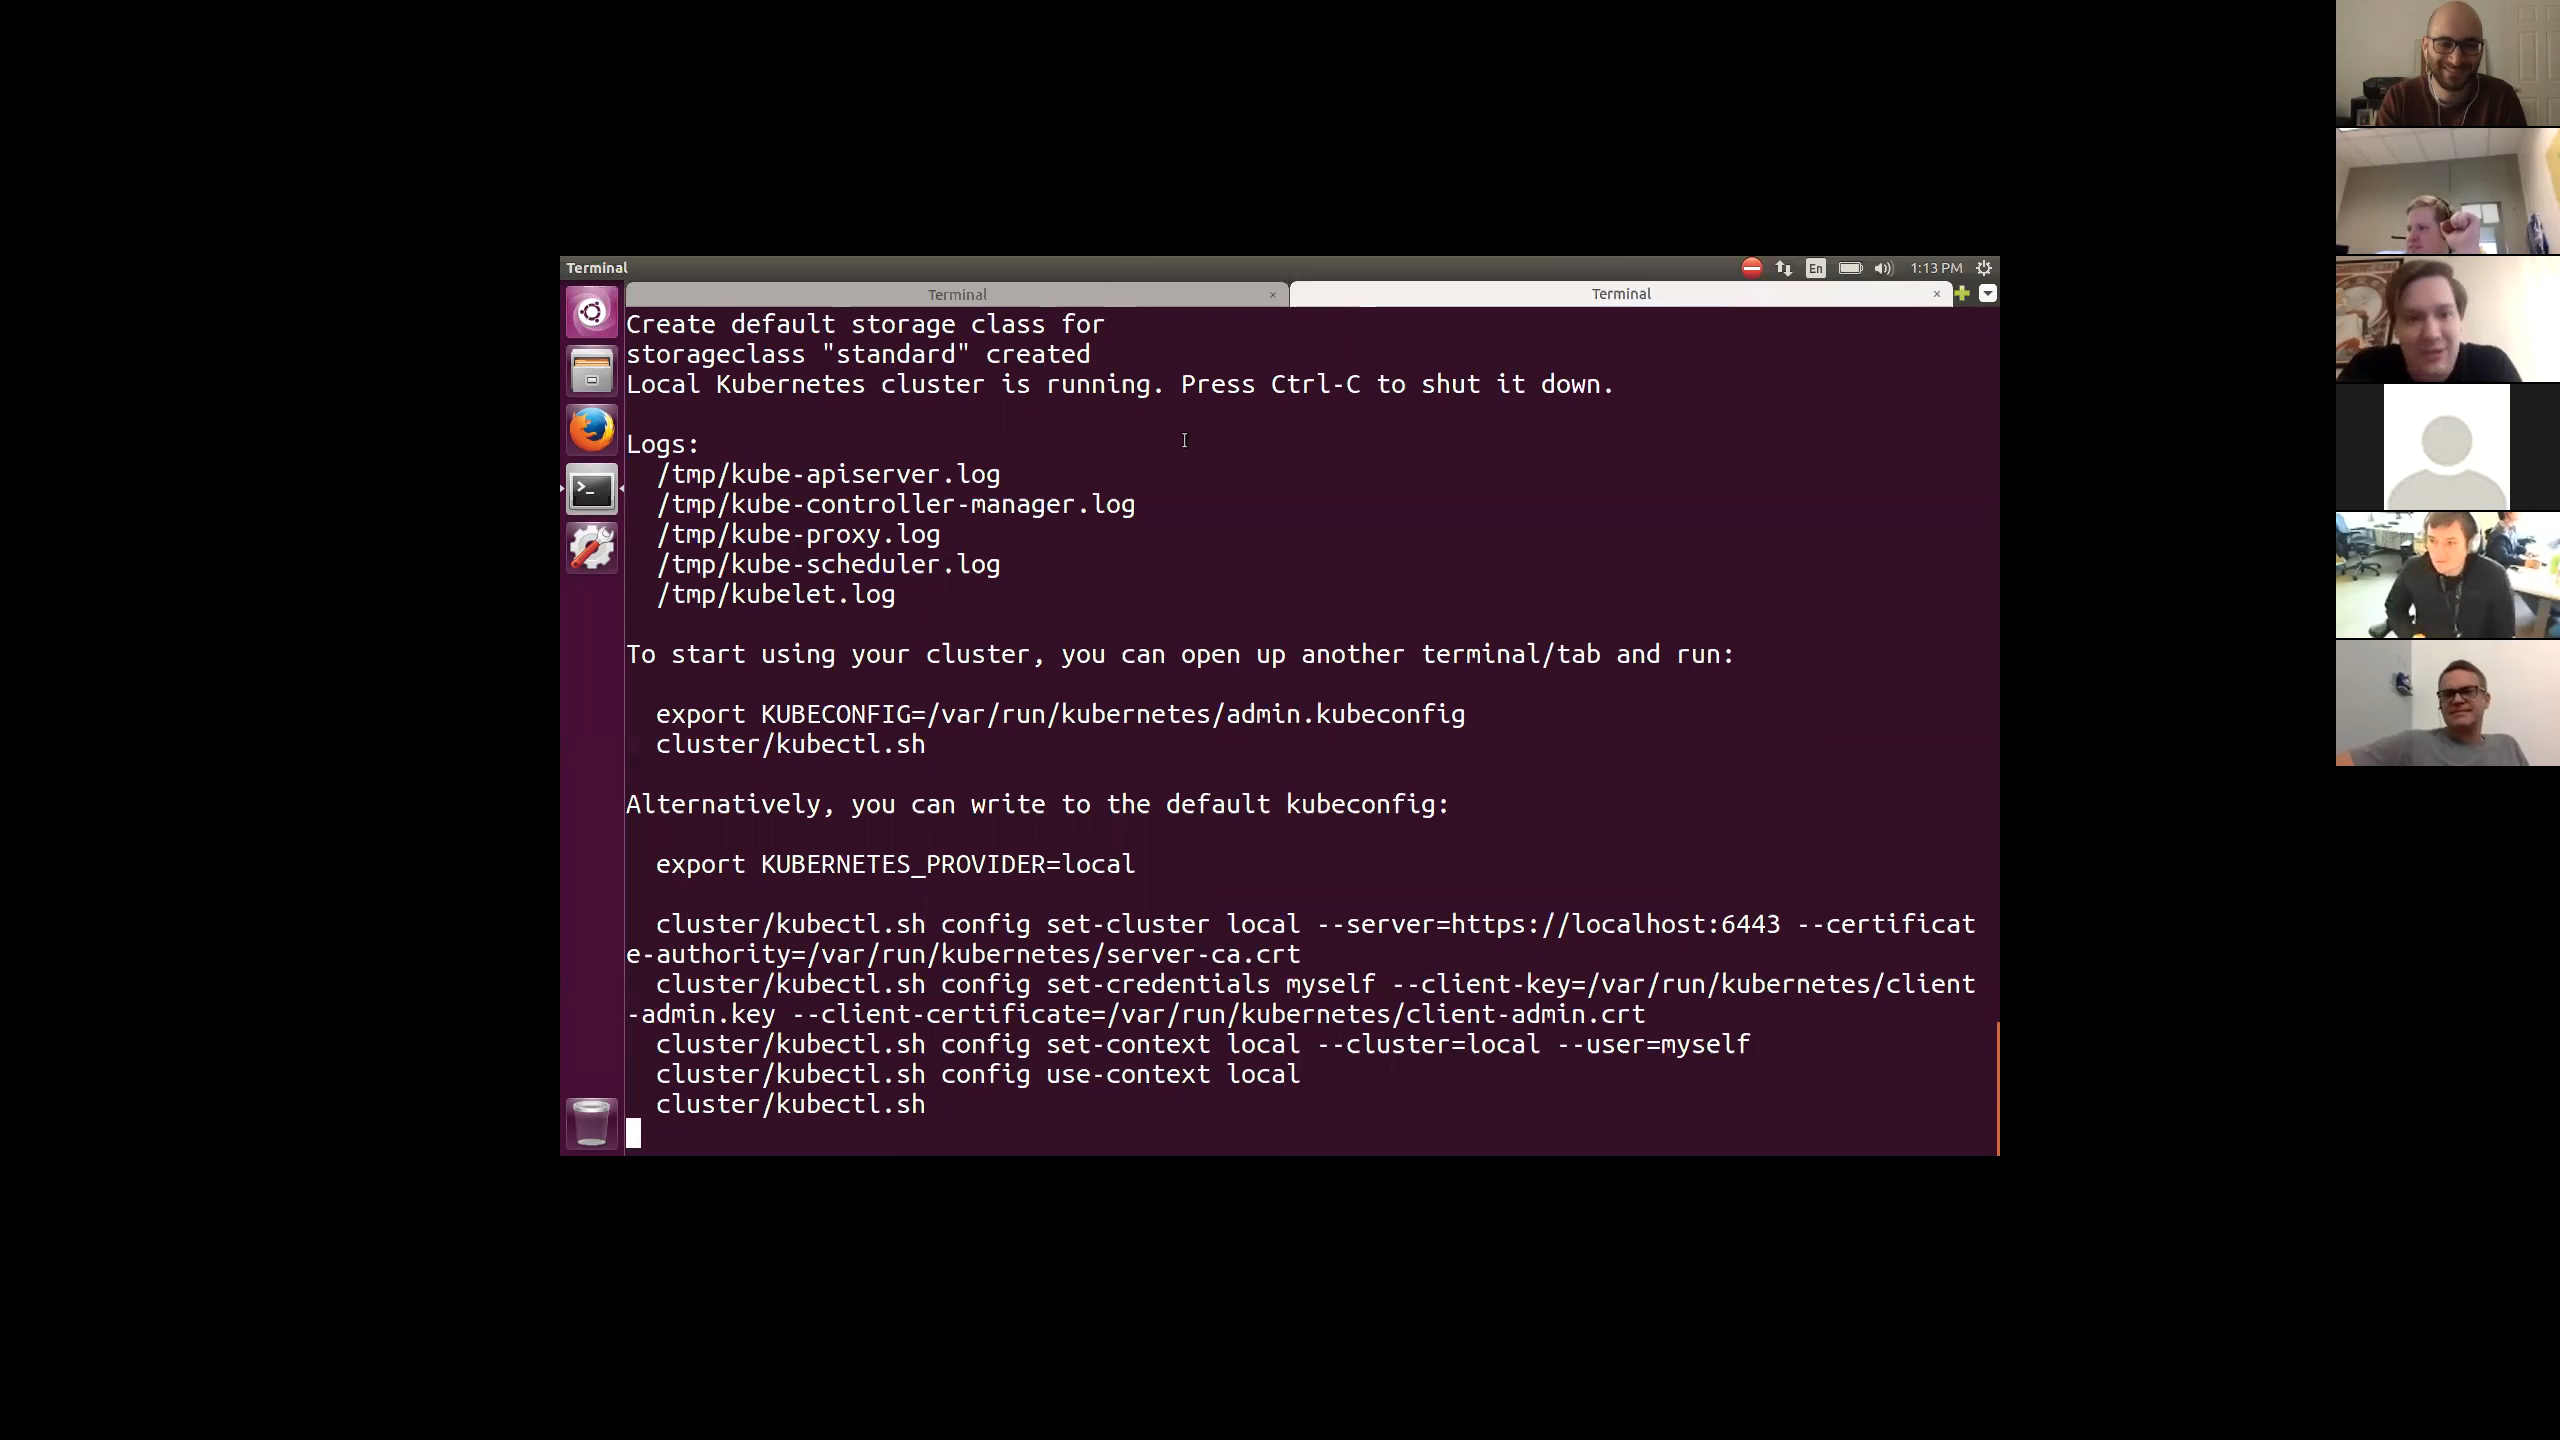 Terminal
En
1:13 PM
Terminal
Terminal
Create default storage class for
storageclass "standard" created
Local Kubernetes cluster is running. Press Ctrl-C to shut it down.
Logs:
/tmp/kube-apiserver.log
/tmp/kube-controller-manager.log
/tmp/kube-proxy.log
/tmp/kube-scheduler.log
/tmp/kubelet.log
To start using your cluster, you can open up another terminal/tab and run:
export KUBECONFIG=/var/run/kubernetes/admin.kubeconfig
cluster/kubectl.sh
Alternatively, you can write to the default kubeconfig:
export KUBERNETES_PROVIDER=local
cluster/kubectl.sh config set-cluster local --server=https://localhost:6443 --certificat
e-authority=/var/run/kubernetes/server-ca.crt
cluster/kubectl.sh config set-credentials myself --client-key=/var/run/kubernetes/client
-admin.key --client-certificate=/var/run/kubernetes/client-admin.crt
cluster/kubectl.sh config set-context local --cluster=local --user=myself
cluster/kubectl.sh config use-context local
cluster/kubectl.sh